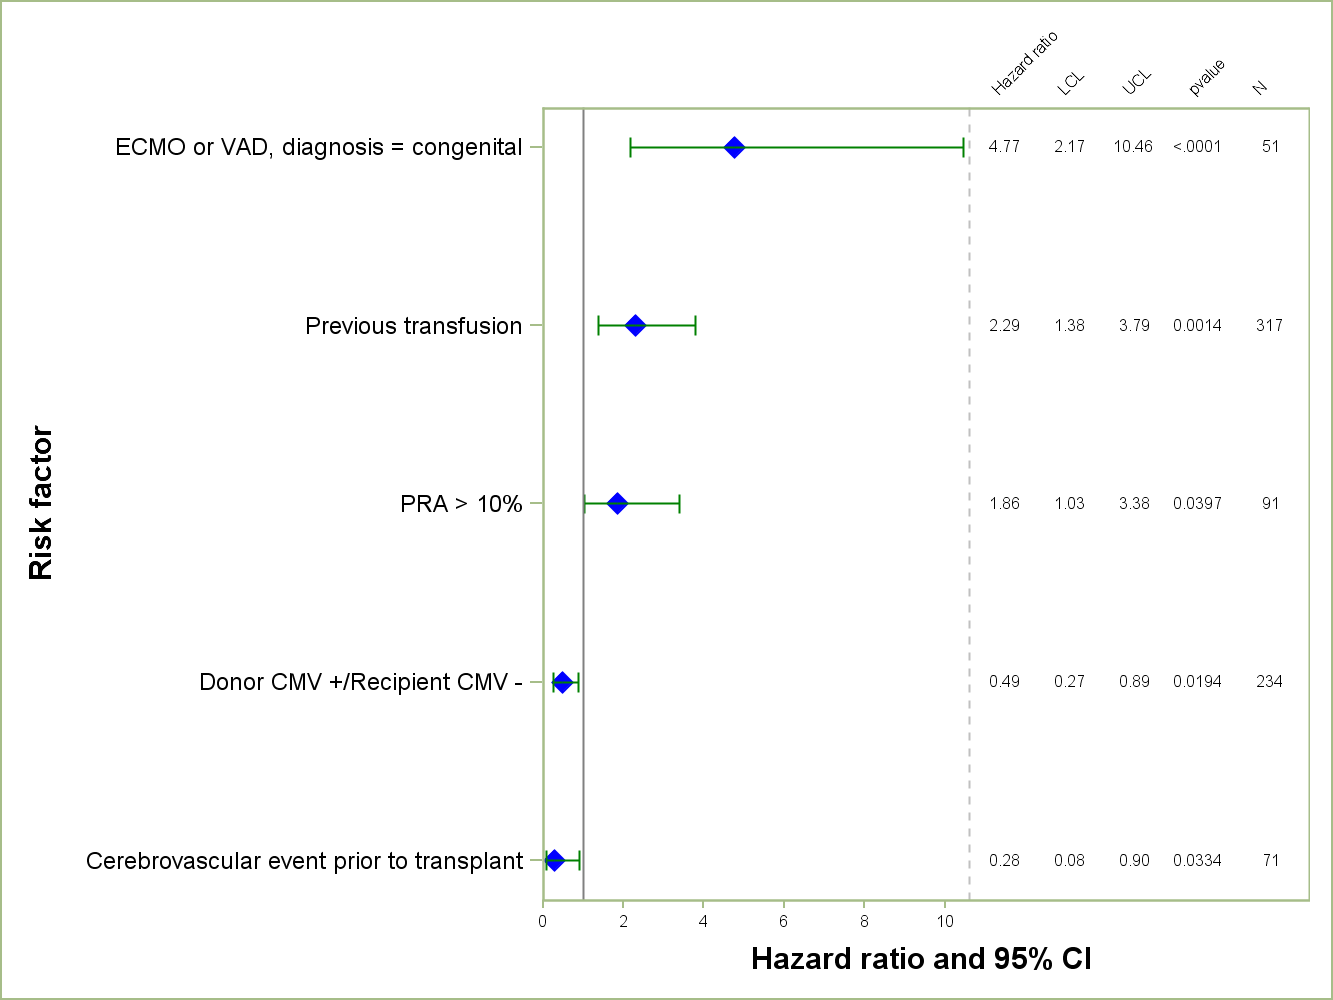 Hazard ratio LCL UCL pvalue N
ECMO or VAD, diagnosis = congenital 4.77 2.17 10.46 <.0001 51
Previous transfusion 2.29 1.38 3.79 0.0014 317
PRA > 10% 1.86 1.03 3.38 0.0397 91
Donor CMV +/Recipient CMV - 0.49 0.27 0.89 0.0194 234
Cerebrovascular event prior to transplant 0.28 0.08 0.90 0.0334 71
Risk factor
0 2 4 6 8 10
Hazard ratio and 95% CI